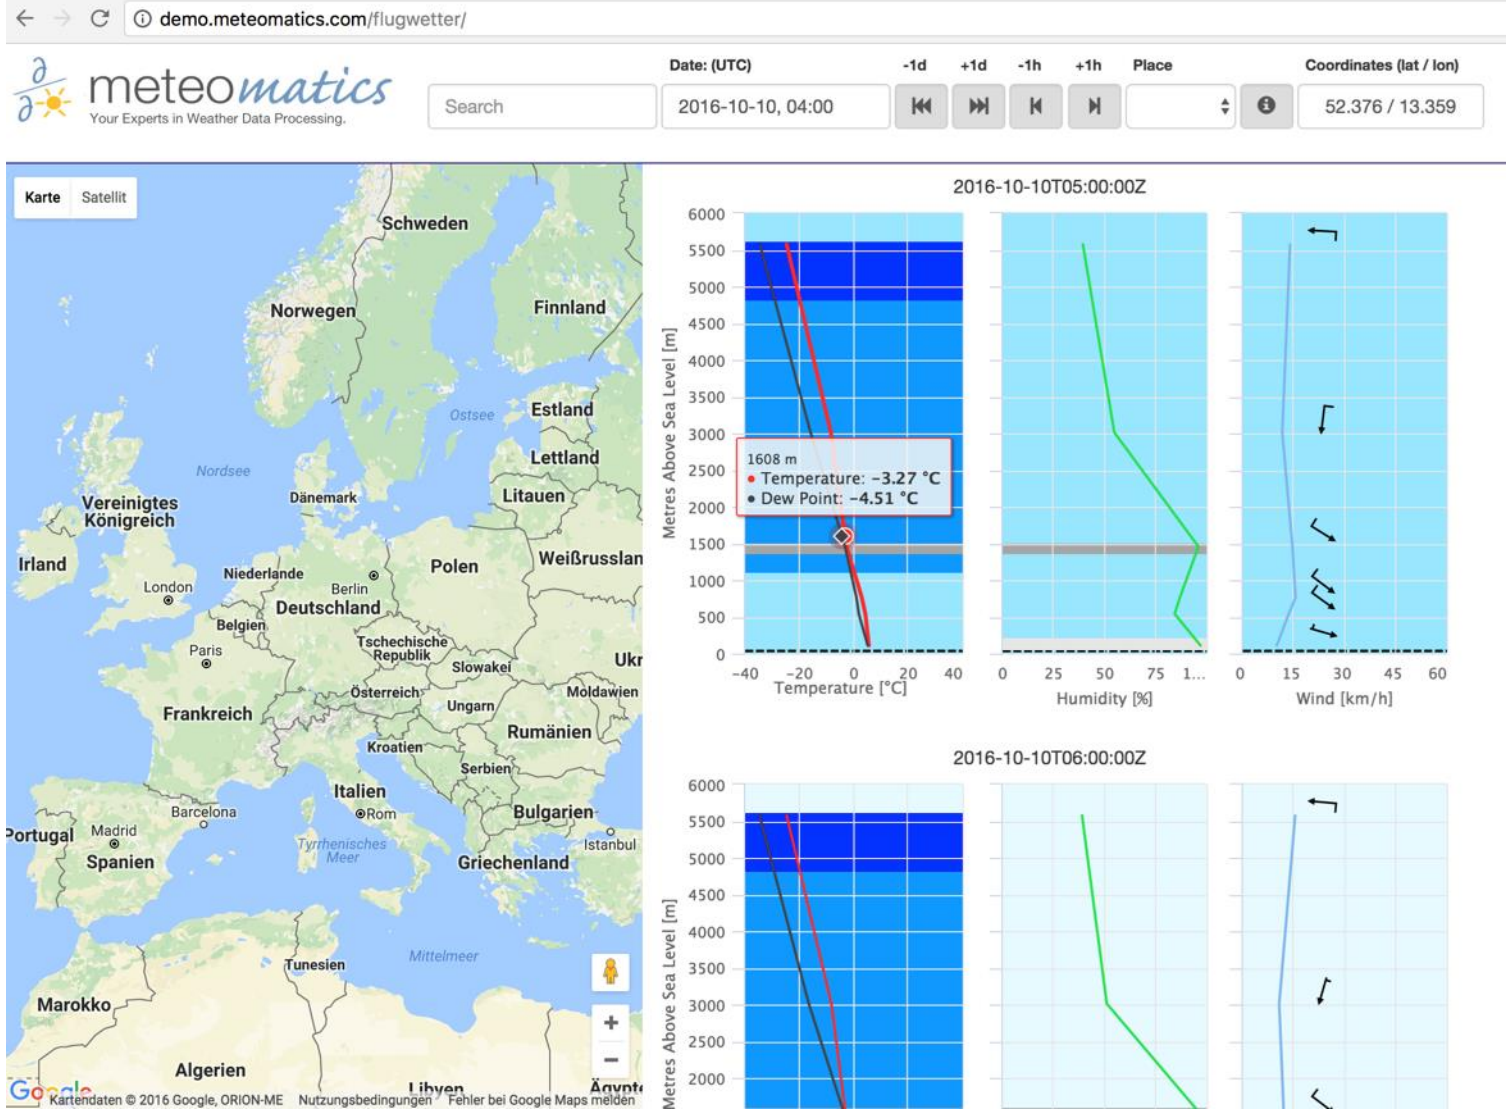 demo.meteomatics.com/flugwetter/
meteomatics
Your Experts in Weather Data Processing.
Search
Date: (UTC)
2016-10-10, 04:00
-1d
+1d
-1h
+1h
Place
Coordinates (lat / lon)
52.376 / 13.359
Karte Satellit
Schweden
Norwegen
Finnland
Ostsee
Estland
Lettland
Nordsee
Litauen
Dänemark
Vereinigtes
Königreich
Irland
Weißrusslan
Polen
Niederlande
London
Berlin
Deutschland
Belgien
Paris
Tschechische
Republik
Slowakei
Ukr
Österreich
Moldawien
Ungarn
Frankreich
Rumänien
Kroatien
Serbien
Italien
Barcelona
Rom
Bulgarien
Portugal
Madrid
Spanien
Tyrrhenisches
Meer
Istanbul
Griechenland
Mittelmeer
Tunesien
Marokko
Algerien
Libyen
Ägypte
Google
Kartendaten © 2016 Google, ORION-ME Nutzungsbedingungen Fehler bei Google Maps melden
2016-10-10T05:00:00Z
Metres Above Sea Level [m]
6000
5500
5000
4500
4000
3500
3000
2500
2000
1500
1000
500
0
1608 m
Temperature: −3.27 °C
Dew Point: −4.51 °C
−40 −20 0 20 40
Temperature [°C]
0 25 50 75 1...
Humidity [%]
0 15 30 45 60
Wind [km/h]
2016-10-10T06:00:00Z
Metres Above Sea Level [m]
6000
5500
5000
4500
4000
3500
3000
2500
2000